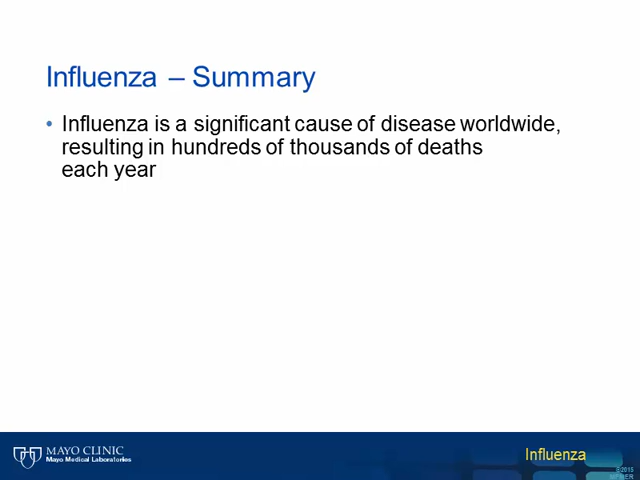 Influenza – Summary
• Influenza is a significant cause of disease worldwide,
resulting in hundreds of thousands of deaths
each year
MAYO CLINIC
Mayo Medical Laboratories
Influenza